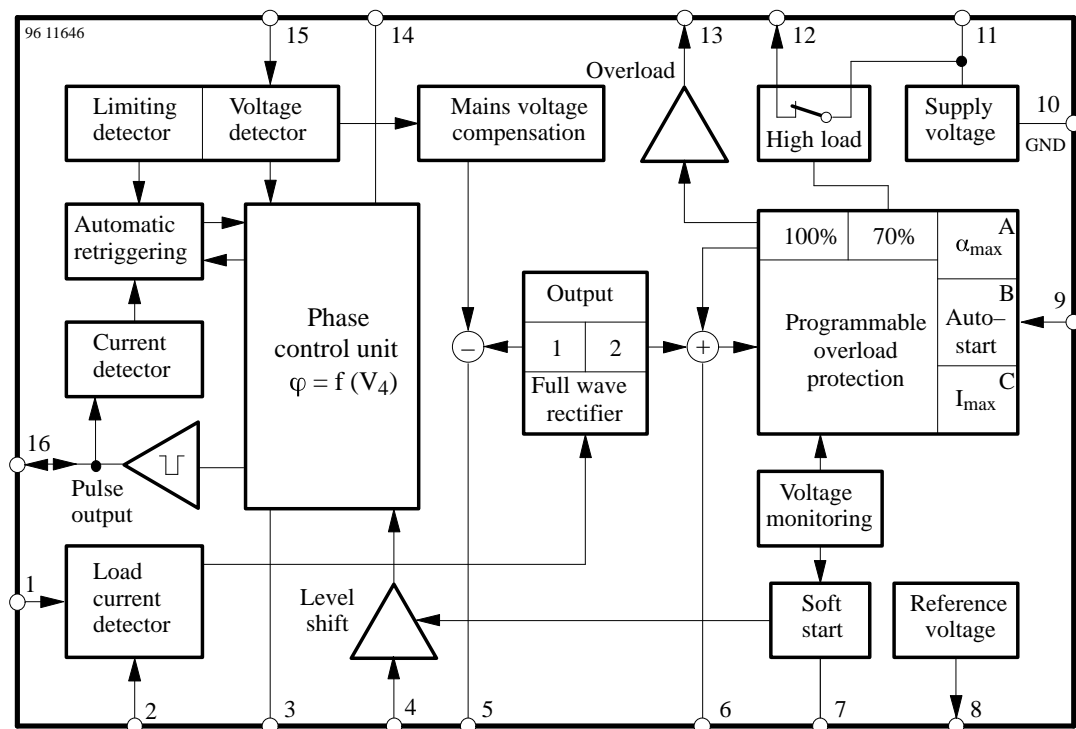 96 11646
15
14
13
12
11
Overload
Limiting
detector
Voltage
detector
Mains voltage
compensation
High load
Supply
voltage
10
GND
Automatic
retriggering
100%
70%
A
αmax
Phase
control unit
φ = f (V4)
Output
1
2
Full wave
rectifier
−
+
Programmable
overload
protection
B
Auto–
start
9
C
Imax
Current
detector
16
Pulse
output
Voltage
monitoring
1
Load
current
detector
Level
shift
Soft
start
Reference
voltage
2
3
4
5
6
7
8